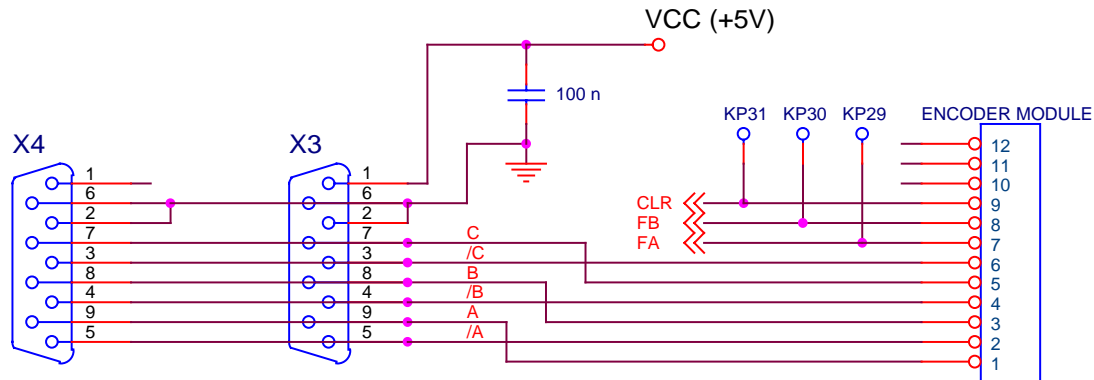 VCC (+5V)
100 n
KP31 KP30 KP29 ENCODER MODULE
X4 X3
1 1 12
6 6 11
2 2 10
7 7 CLR 9
3 3 FB 8
8 8 FA 7
4 4 C 6
9 9 /C 5
5 5 B 4
/B 3
A 2
/A 1